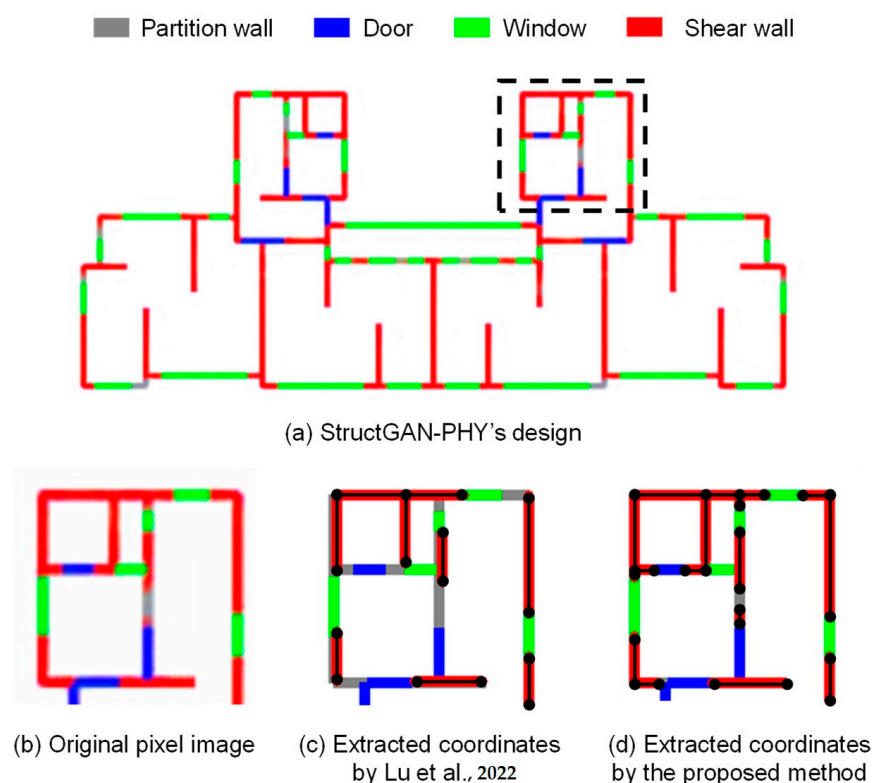 Partition wall Door Window Shear wall
(a) StructGAN-PHY's design
(b) Original pixel image
(c) Extracted coordinates
by Lu et al., 2022
(d) Extracted coordinates
by the proposed method